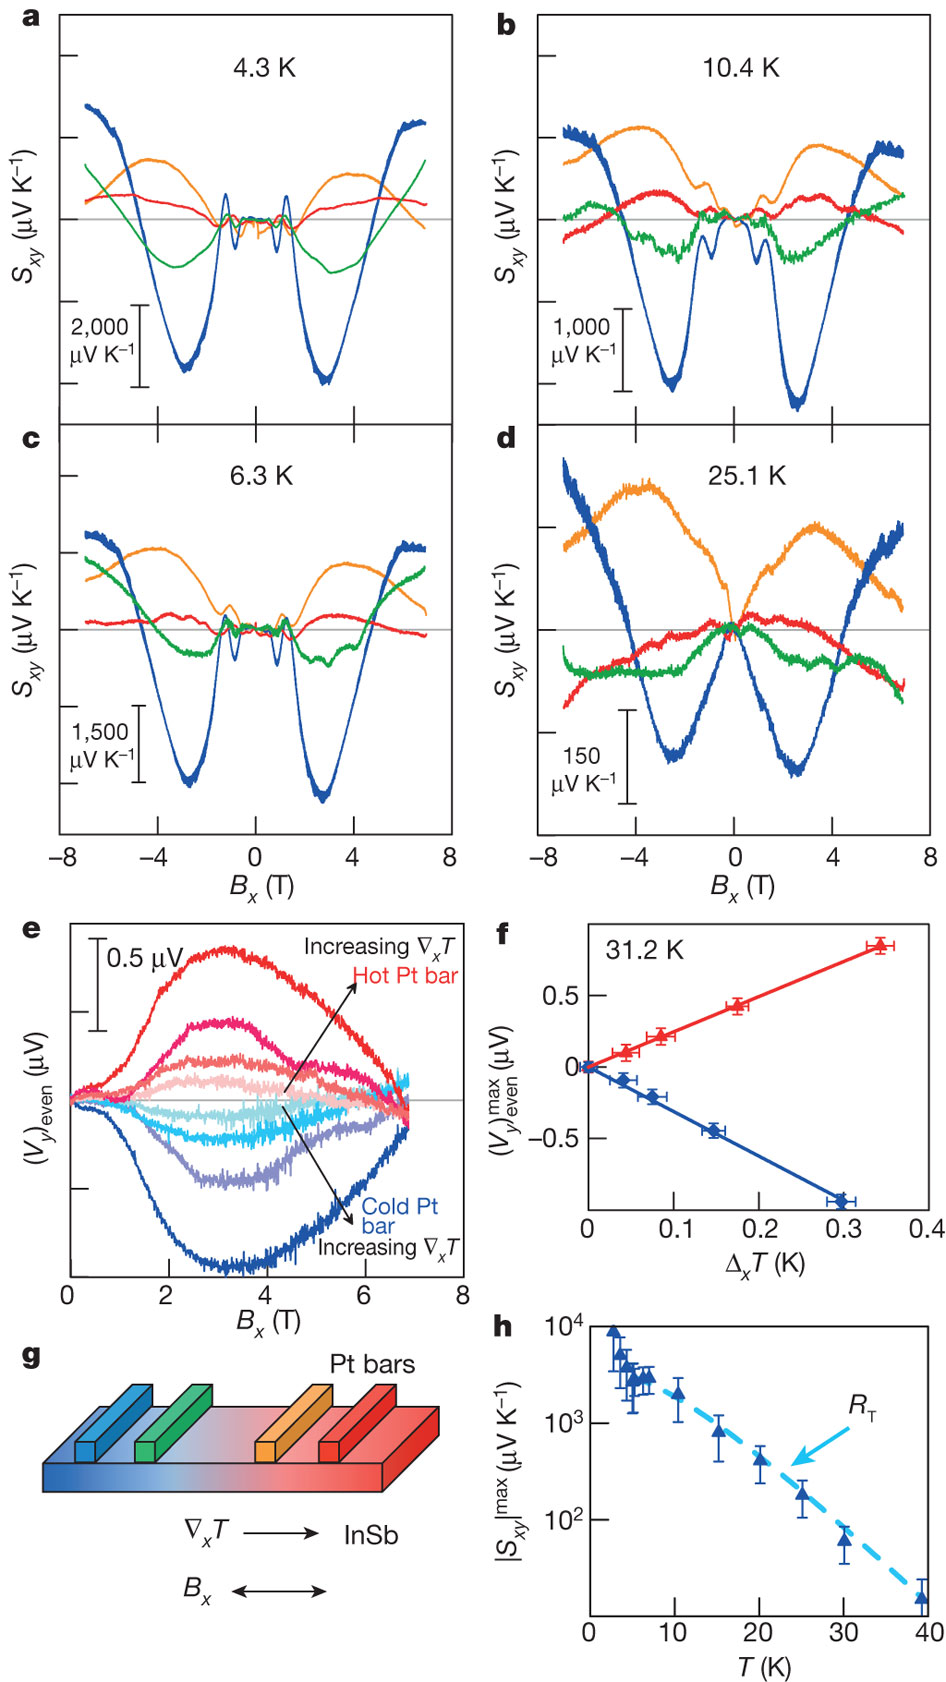 a
4.3 K
S_xy (μV K⁻¹)
2,000
μV K⁻¹
b
10.4 K
S_xy (μV K⁻¹)
1,000
μV K⁻¹
c
6.3 K
S_xy (μV K⁻¹)
1,500
μV K⁻¹
−8 −4 0 4 8
B_x (T)
d
25.1 K
S_xy (μV K⁻¹)
150
μV K⁻¹
−8 −4 0 4 8
B_x (T)
e
0.5 μV
Increasing ∇_xT
Hot Pt bar
(V_y)_even (μV)
Cold Pt
bar
Increasing ∇_xT
0 2 4 6 8
B_x (T)
f
31.2 K
(V_y)^max_even (μV)
0.5
0
−0.5
0 0.1 0.2 0.3 0.4
Δ_xT (K)
g
Pt bars
∇_xT
InSb
B_x
h
|S_xy|^max (μV K⁻¹)
10⁴
10³
10²
R_T
0 10 20 30 40
T (K)